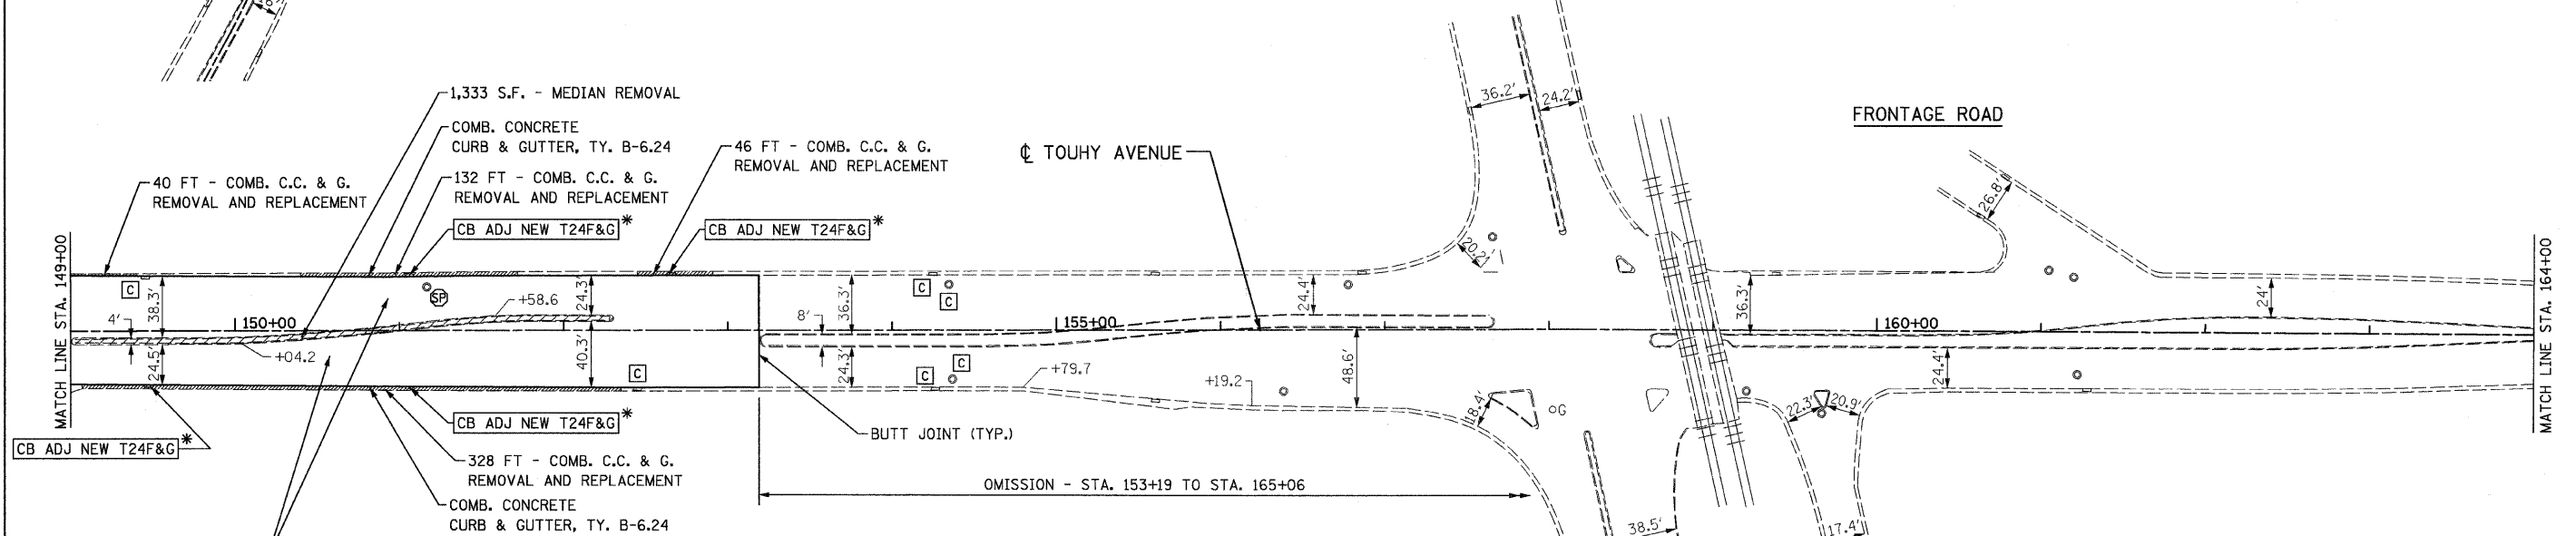 1,333 S.F. - MEDIAN REMOVAL
COMB. CONCRETE
CURB & GUTTER, TY. B-6.24
40 FT - COMB. C.C. & G.
REMOVAL AND REPLACEMENT
132 FT - COMB. C.C. & G.
REMOVAL AND REPLACEMENT
46 FT - COMB. C.C. & G.
REMOVAL AND REPLACEMENT
CB ADJ NEW T24F&G *
CB ADJ NEW T24F&G *
℄ TOUHY AVENUE
FRONTAGE ROAD
36.2'
24.2'
26.8'
20.2'
MATCH LINE STA. 149+00
C
38.3'
4'
24.5'
150+00
+04.2
SP
+58.6
24.3'
40.3'
C
8'
36.3'
24.3'
C
C
C
C
155+00
24.4'
48.6'
+79.7
+19.2
18.4'
G
36.3'
160+00
24'
24.4'
22.3'
20.9'
MATCH LINE STA. 164+00
CB ADJ NEW T24F&G *
CB ADJ NEW T24F&G *
328 FT - COMB. C.C. & G.
REMOVAL AND REPLACEMENT
COMB. CONCRETE
CURB & GUTTER, TY. B-6.24
BUTT JOINT (TYP.)
OMISSION - STA. 153+19 TO STA. 165+06
38.5'
17.4'